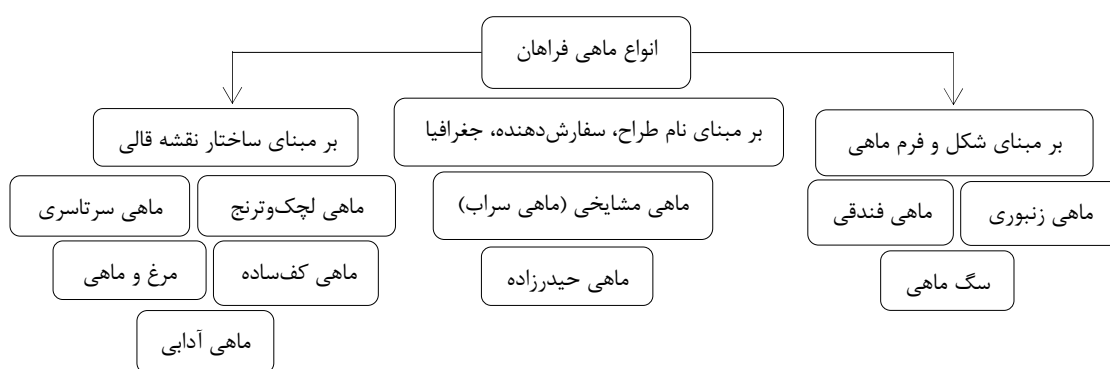 انواع ماهی فراهان
بر مبنای شکل و فرم ماهی
ماهی زنبوری
ماهی فندقی
سگ ماهی
بر مبنای نام طراح، سفارش‌دهنده، جغرافیا
ماهی مشایخی (ماهی سراب)
ماهی حیدرزاده
بر مبنای ساختار نقشه قالی
ماهی لچک‌وترنج
ماهی سرتاسری
ماهی کف‌ساده
مرغ و ماهی
ماهی آدابی